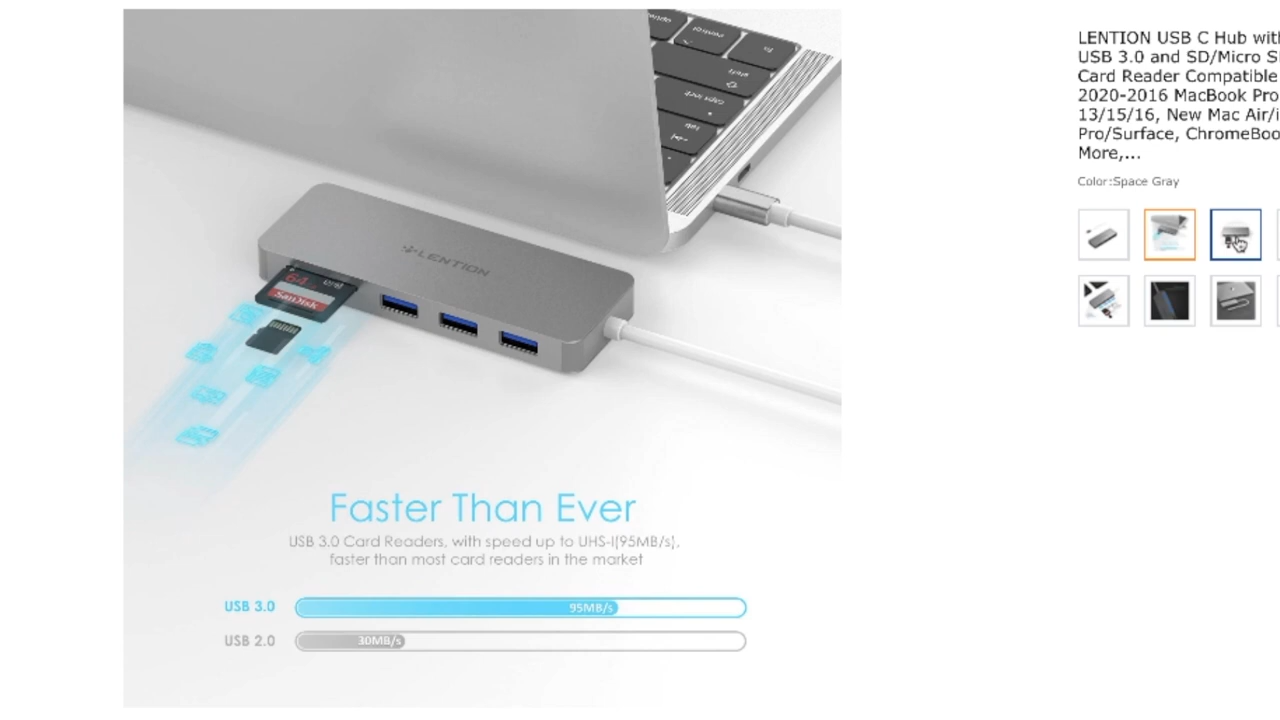 LENTION
64
SanDisk
Faster Than Ever
USB 3.0 Card Readers, with speed up to UHS-I(95MB/s),
faster than most card readers in the market
USB 3.0
95MB/s
USB 2.0
30MB/s
LENTION USB C Hub with
USB 3.0 and SD/Micro S
Card Reader Compatible
2020-2016 MacBook Pro
13/15/16, New Mac Air/i
Pro/Surface, ChromeBoo
More,...
Color:Space Gray